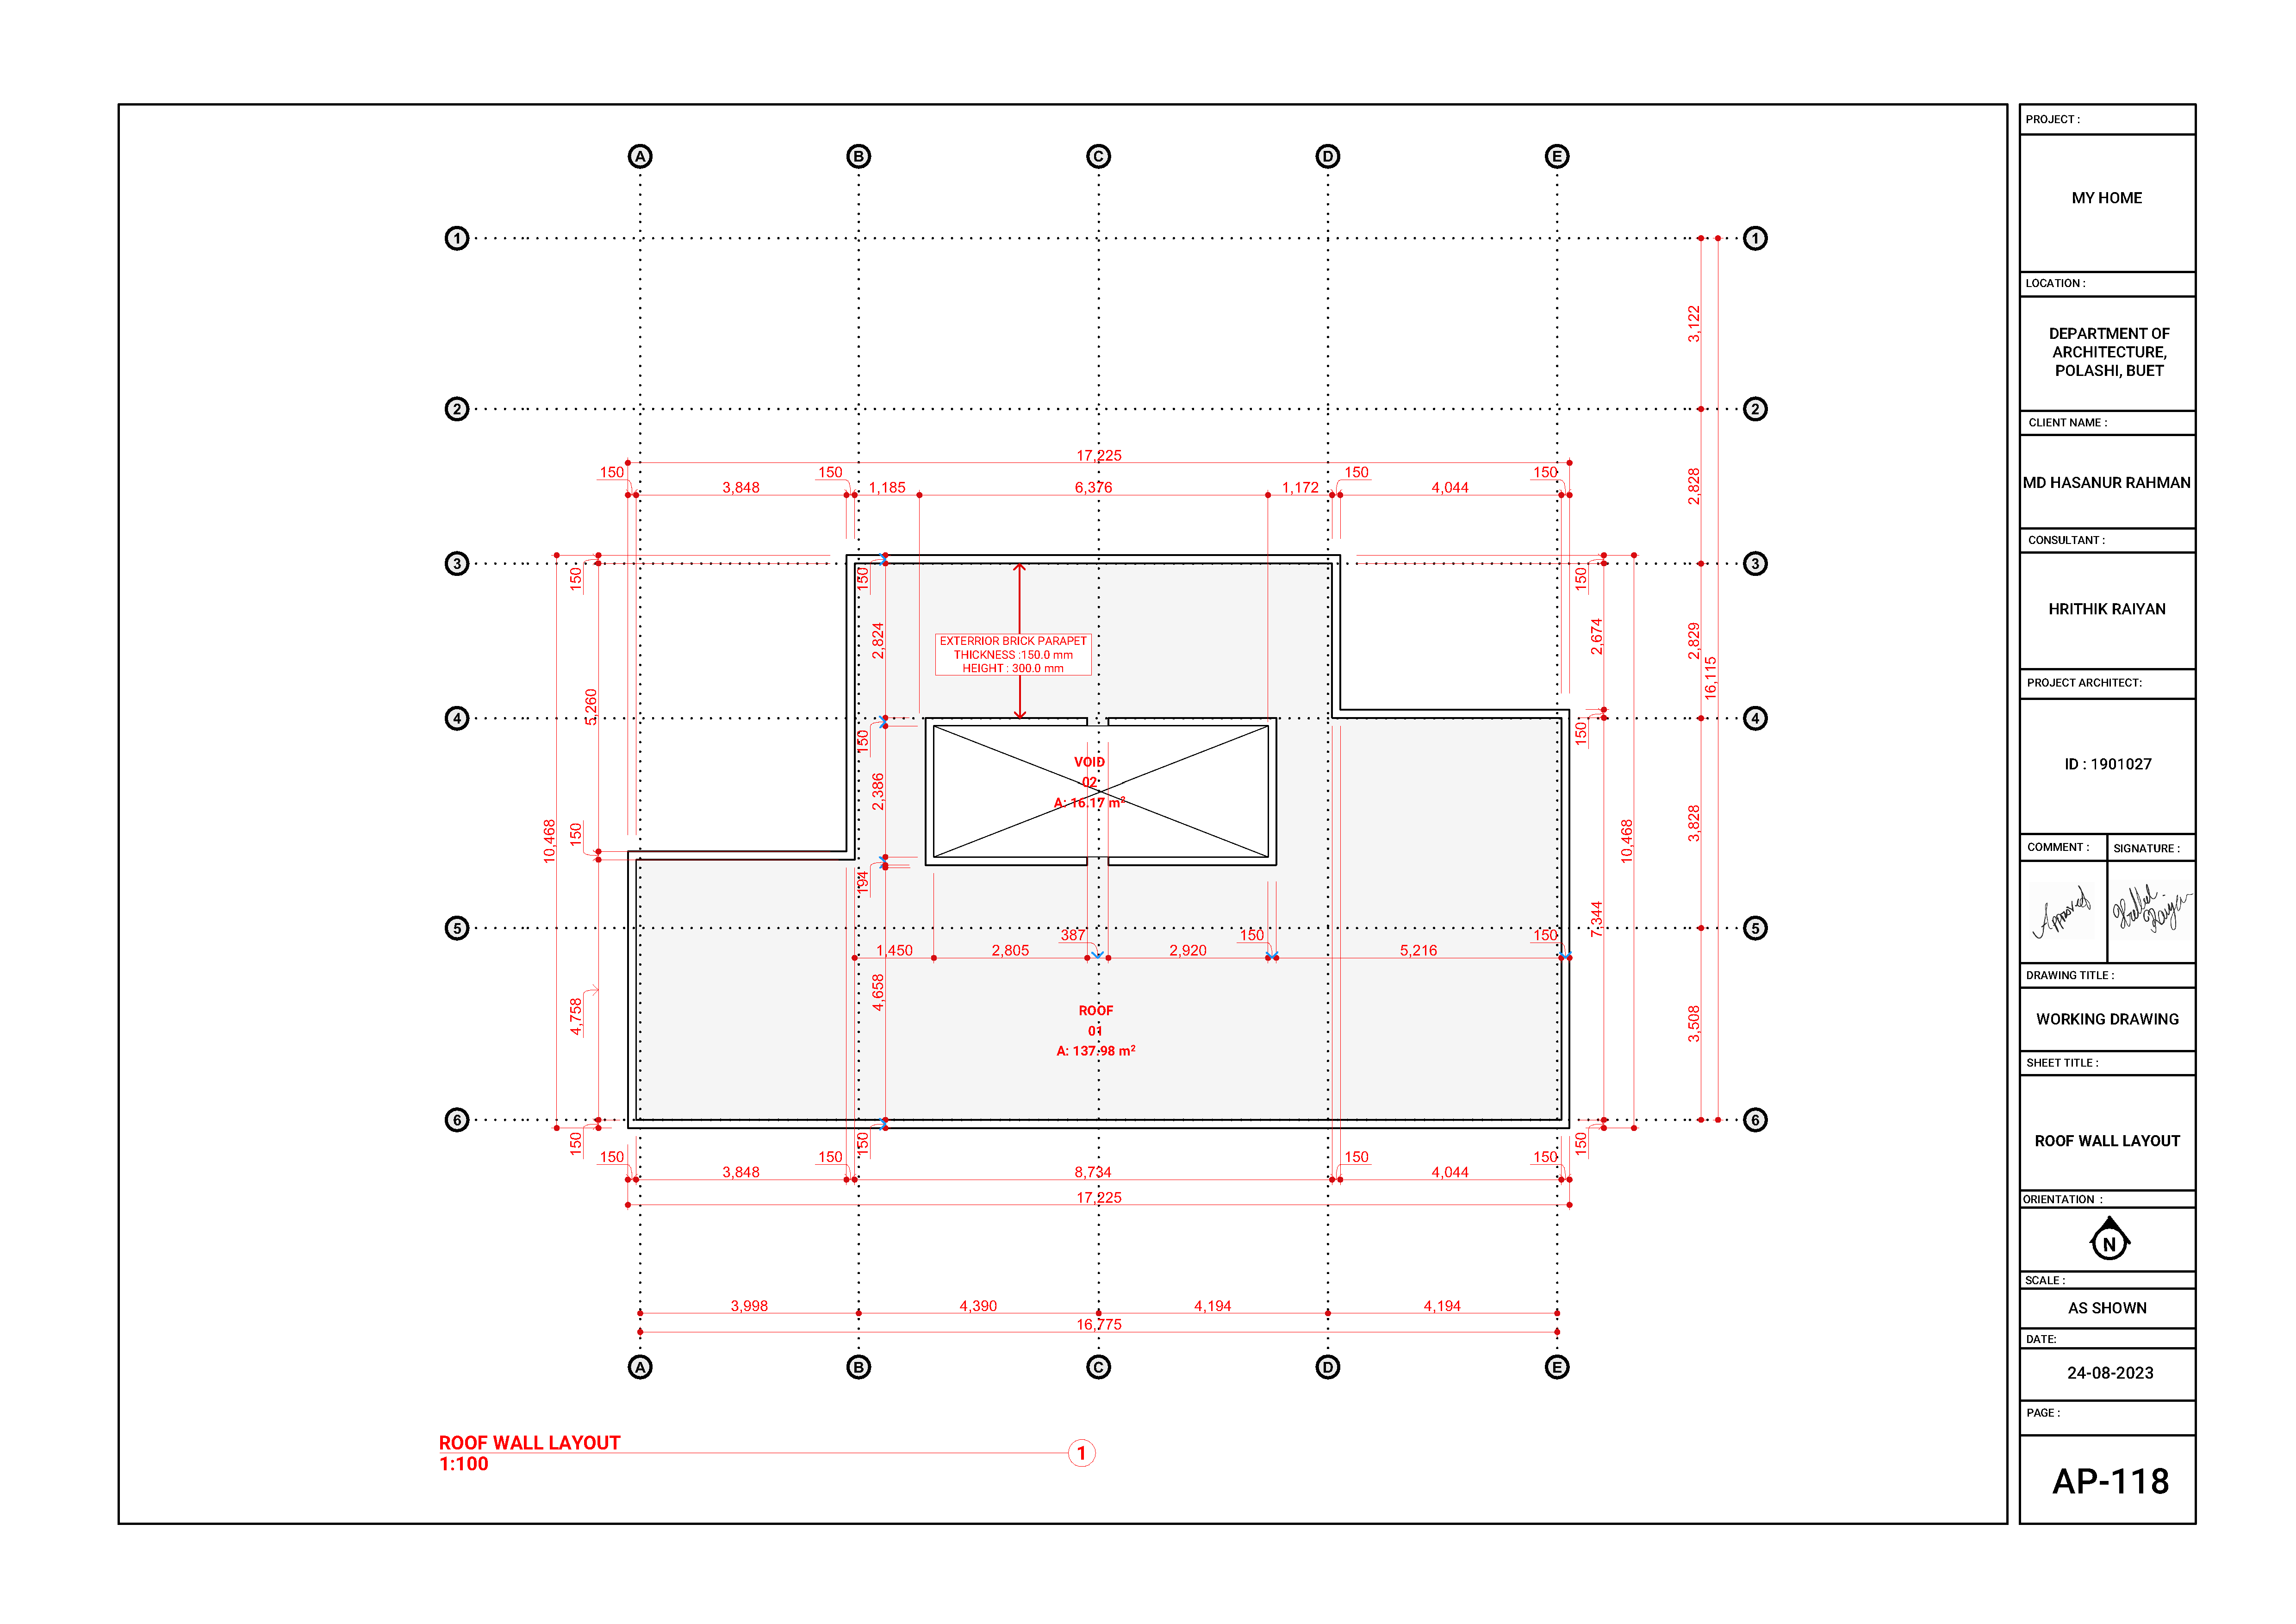 A B C D E
1 1
3,122
2 2
17,225
150 150 150 150
3,848 1,185 6,376 1,172 4,044
2,828
3 3
150 150 150
2,824 2,674 2,829
EXTERRIOR BRICK PARAPET
THICKNESS :150.0 mm
HEIGHT : 300.0 mm
5,260 16,115
4 4
150 150
VOID
02
A: 16.17 m²
2,386
10,468 150 10,468 3,828
194
7,344
5 5
387 150 150
1,450 2,805 2,920 5,216
4,758 4,658 3,508
ROOF
01
A: 137.98 m²
6 6
150 150 150
150 150 150 150
3,848 8,734 4,044
17,225
3,998 4,390 4,194 4,194
16,775
A B C D E
ROOF WALL LAYOUT
1:100
1
PROJECT :
MY HOME
LOCATION :
DEPARTMENT OF
ARCHITECTURE,
POLASHI, BUET
CLIENT NAME :
MD HASANUR RAHMAN
CONSULTANT :
HRITHIK RAIYAN
PROJECT ARCHITECT:
ID : 1901027
COMMENT : SIGNATURE :
Approved
DRAWING TITLE :
WORKING DRAWING
SHEET TITLE :
ROOF WALL LAYOUT
ORIENTATION :
N
SCALE :
AS SHOWN
DATE:
24-08-2023
PAGE :
AP-118